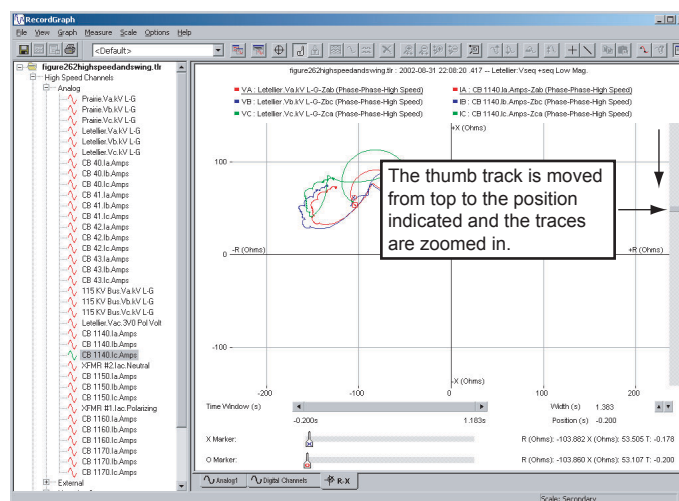 RecordGraph
File View Graph Measure Scale Options Help
<Default>
figure262highspeedandswing.tlr
High Speed Channels
Analog
Prairie.Va.kV L-G
Prairie.Vb.kV L-G
Prairie.Vc.kV L-G
Letellier.Va.kV L-G
Letellier.Vb.kV L-G
Letellier.Vc.kV L-G
CB 40.Ia.Amps
CB 40.Ib.Amps
CB 40.Ic.Amps
CB 41.Ia.Amps
CB 41.Ib.Amps
CB 41.Ic.Amps
CB 42.Ia.Amps
CB 42.Ib.Amps
CB 42.Ic.Amps
CB 43.Ia.Amps
CB 43.Ib.Amps
CB 43.Ic.Amps
115 KV Bus.Va.kV L-G
115 KV Bus.Vb.kV L-G
115 KV Bus.Vc.kV L-G
Letellier.Vac.3V0 Pol Volt
CB 1140.Ia.Amps
CB 1140.Ib.Amps
CB 1140.Ic.Amps
XFMR #2.Iac.Neutral
CB 1150.Ia.Amps
CB 1150.Ib.Amps
CB 1150.Ic.Amps
XFMR #1.Iac.Polarizing
CB 1160.Ia.Amps
CB 1160.Ib.Amps
CB 1160.Ic.Amps
CB 1170.Ia.Amps
CB 1170.Ib.Amps
CB 1170.Ic.Amps
External
figure262highspeedandswing.tlr : 2002-08-31 22:08:20 .417 -- Letellier:Vseq +seq Low Meg.
VA : Letellier.Va.kV L-G-Zab (Phase-Phase-High Speed)
IA : CB 1140.Ia.Amps-Zab (Phase-Phase-High Speed)
VB : Letellier.Vb.kV L-G-Zbc (Phase-Phase-High Speed)
IB : CB 1140.Ib.Amps-Zbc (Phase-Phase-High Speed)
VC : Letellier.Vc.kV L-G-Zca (Phase-Phase-High Speed)
IC : CB 1140.Ic.Amps-Zca (Phase-Phase-High Speed)
+X (Ohms)
100
The thumb track is moved
from top to the position
indicated and the traces
are zoomed in.
-R (Ohms)
+R (Ohms)
0
-100
-X (Ohms)
-200 -100 0 100 200
Time Window (s)
Width (s) 1.383
-0.200s 1.183s
Position (s) -0.200
X Marker:
R (Ohms): -103.882 X (Ohms): 53.505 T: -0.178
O Marker:
R (Ohms): -103.860 X (Ohms): 53.107 T: -0.200
Analog1 Digital Channels R-X
Scale: Secondary